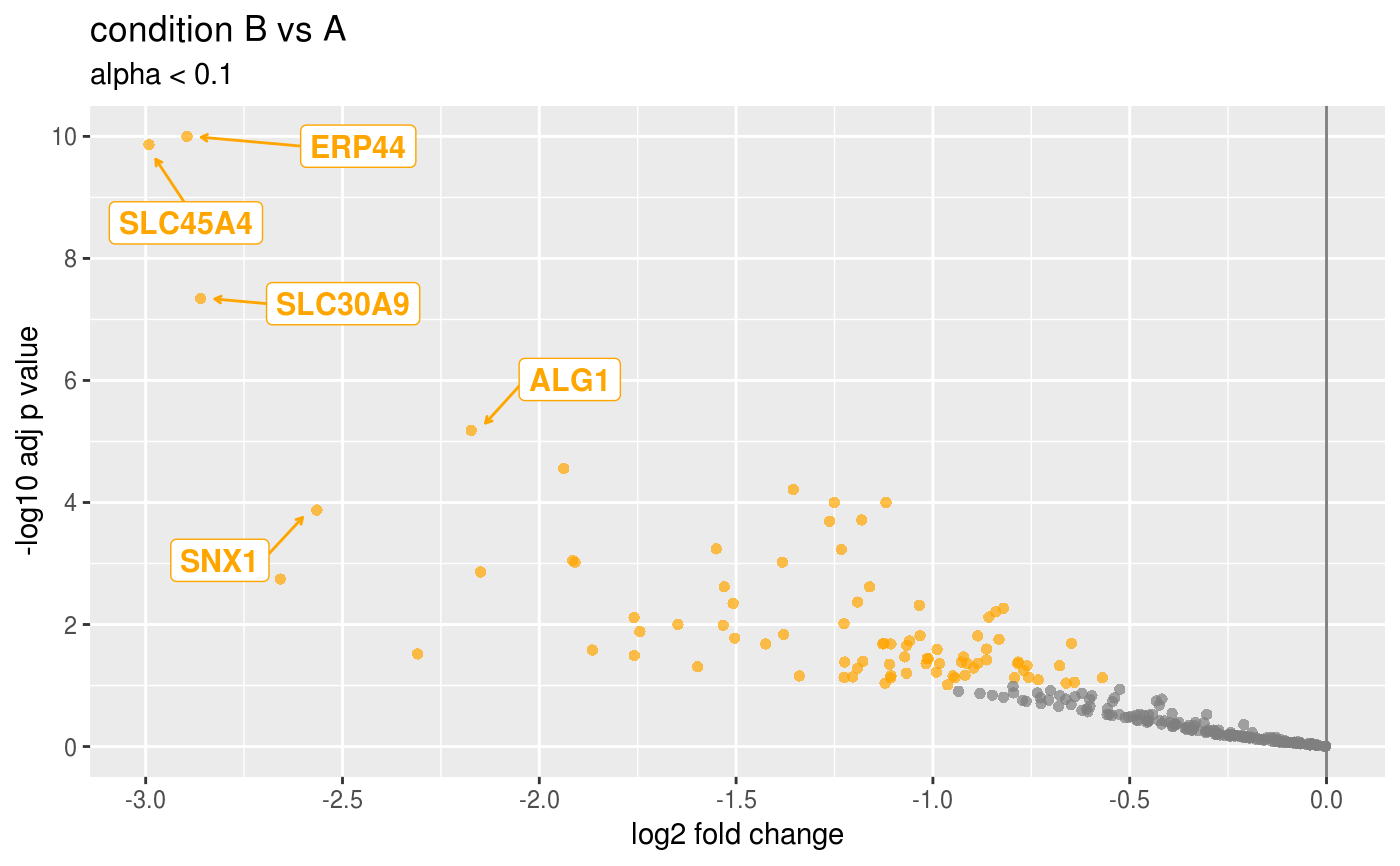 condition B vs A
alpha < 0.1
10
8
6
4
2
0
-log10 adj p value
ERP44
SLC45A4
SLC30A9
ALG1
SNX1
-3.0 -2.5 -2.0 -1.5 -1.0 -0.5 0.0
log2 fold change